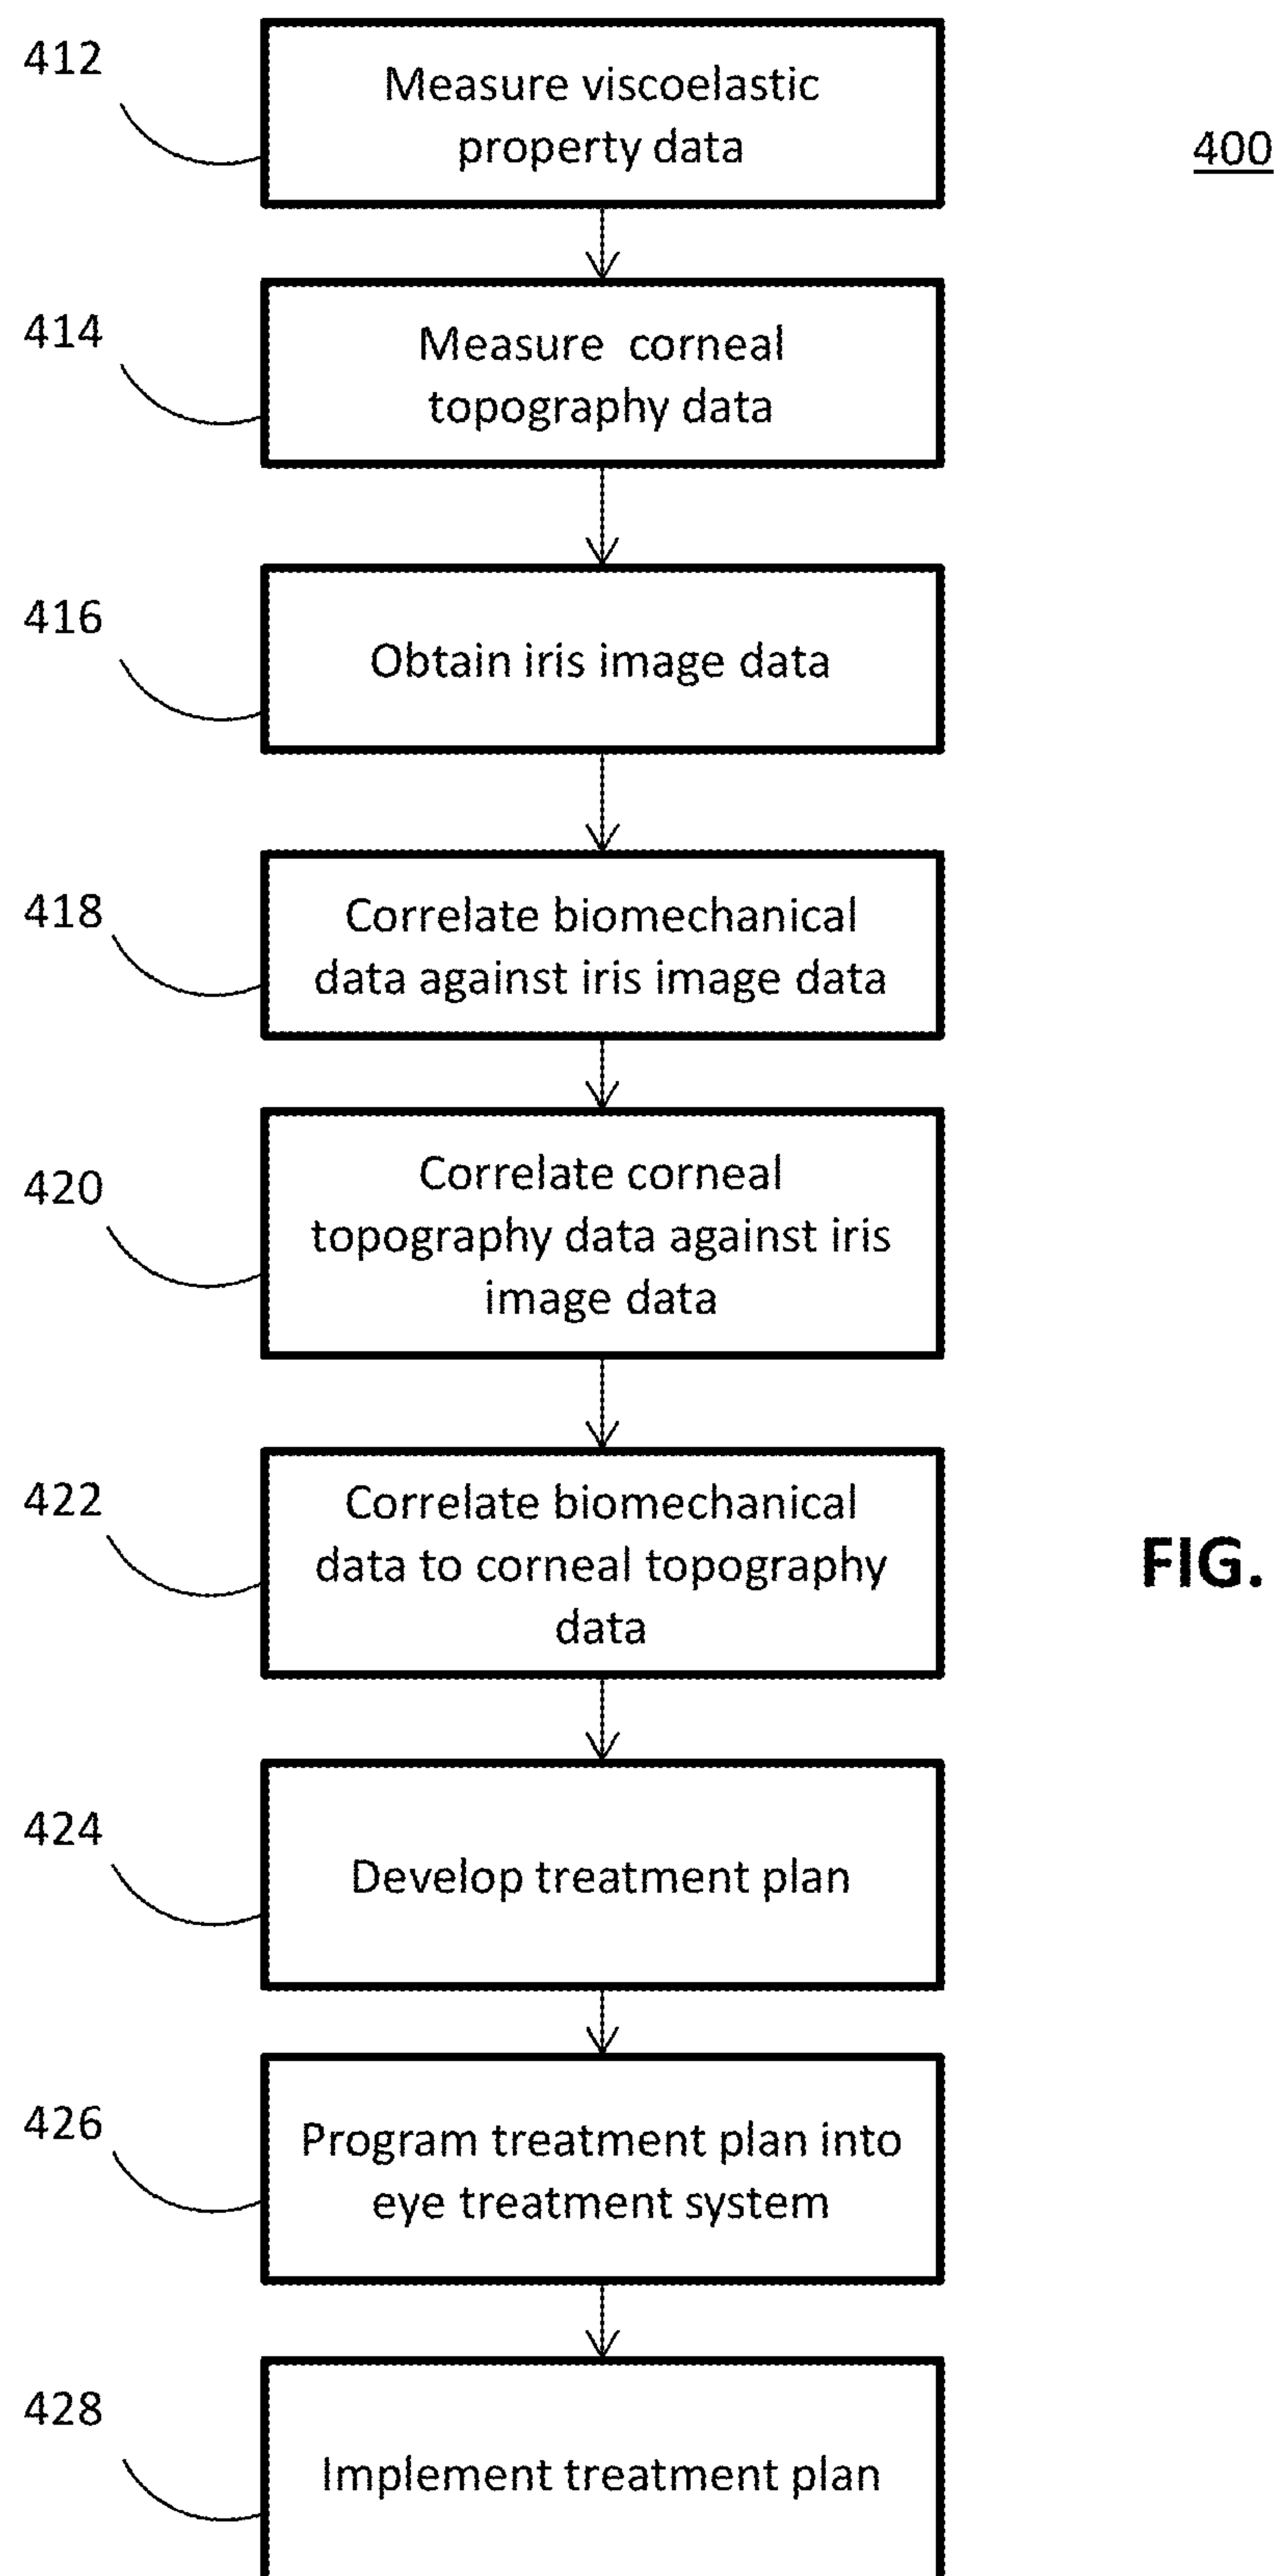 412
Measure viscoelastic
property data
400
414
Measure corneal
topography data
416
Obtain iris image data
418
Correlate biomechanical
data against iris image data
420
Correlate corneal
topography data against iris
image data
422
Correlate biomechanical
data to corneal topography
data
FIG.
424
Develop treatment plan
426
Program treatment plan into
eye treatment system
428
Implement treatment plan